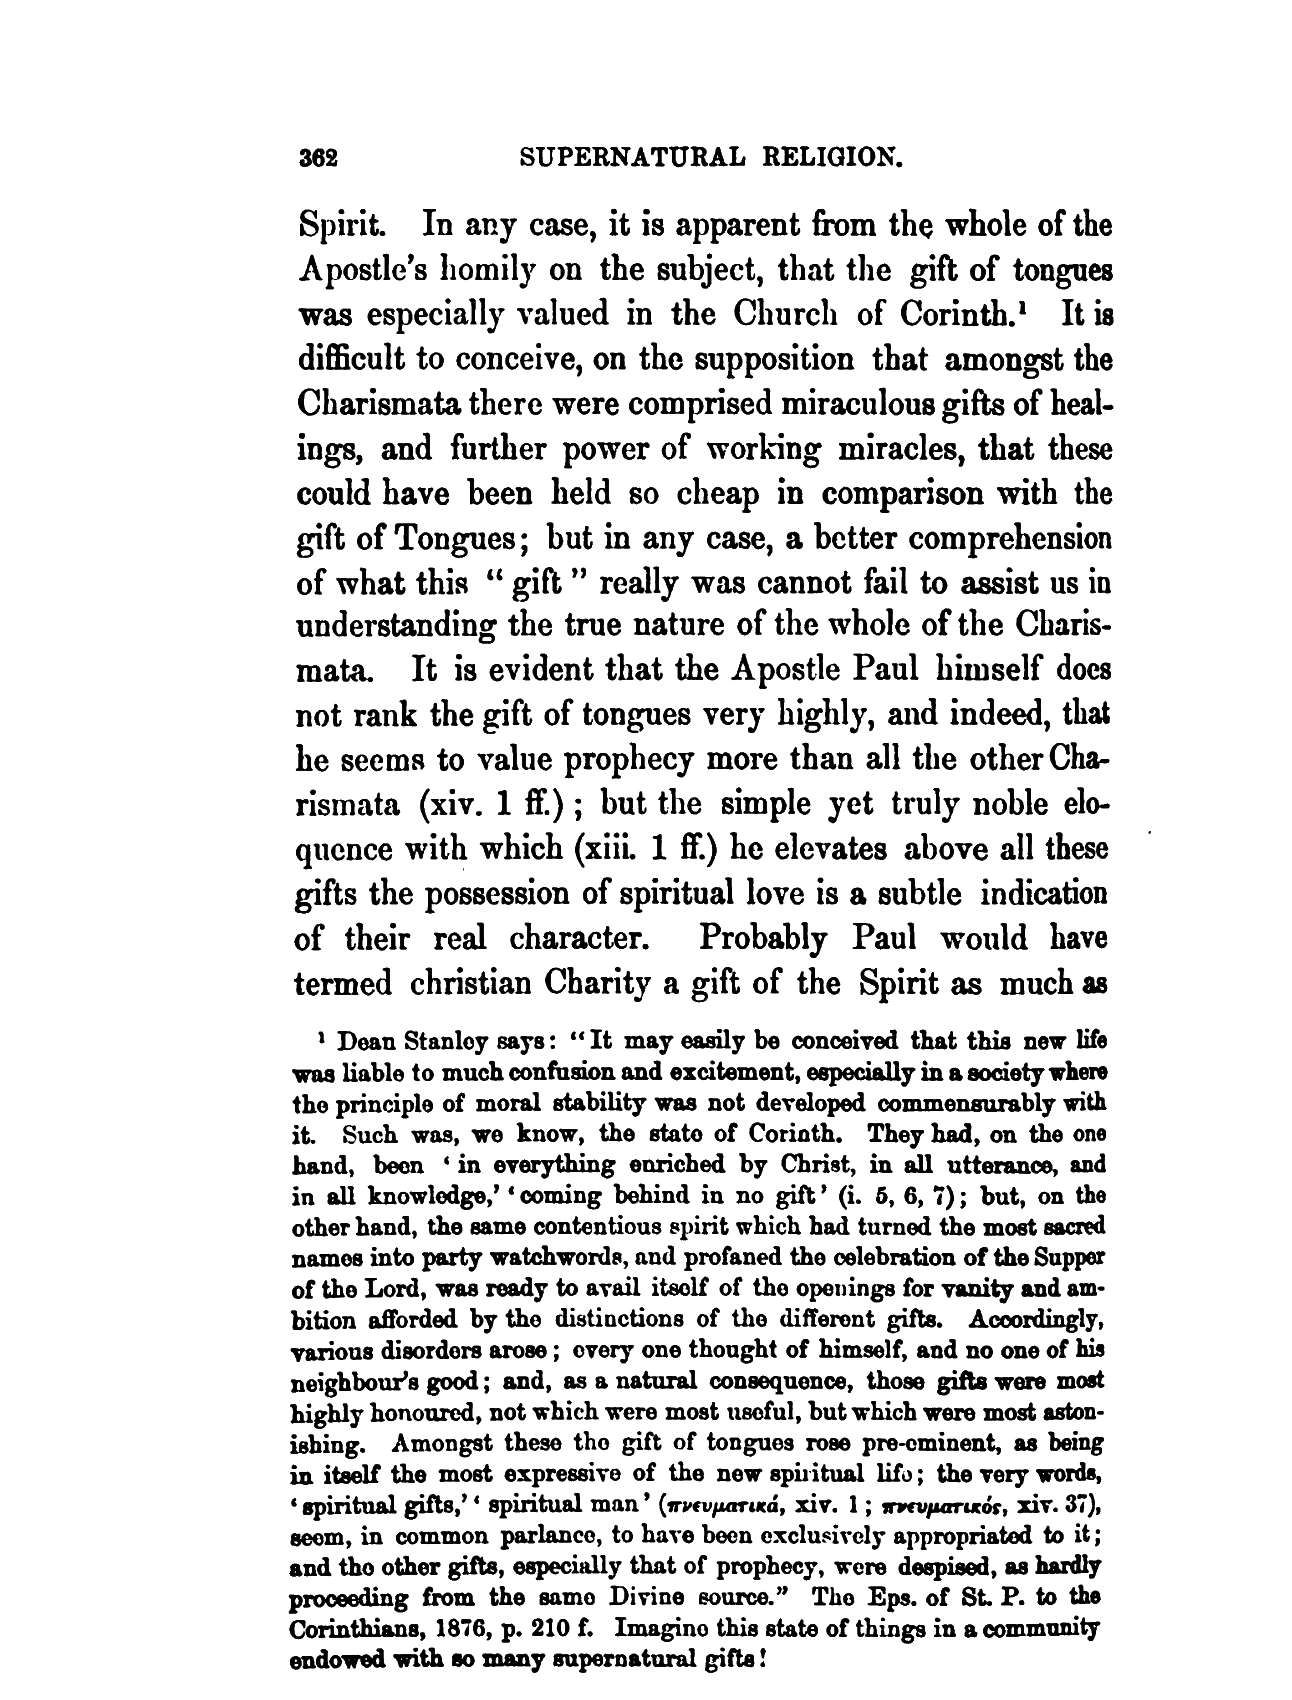 362 SUPERNATURAL RELIGION.
Spirit. In any case, it is apparent from the whole of the
Apostle's homily on the subject, that the gift of tongues
was especially valued in the Church of Corinth.¹ It is
difficult to conceive, on the supposition that amongst the
Charismata there were comprised miraculous gifts of heal-
ings, and further power of working miracles, that these
could have been held so cheap in comparison with the
gift of Tongues; but in any case, a better comprehension
of what this " gift " really was cannot fail to assist us in
understanding the true nature of the whole of the Charis-
mata. It is evident that the Apostle Paul himself does
not rank the gift of tongues very highly, and indeed, that
he seems to value prophecy more than all the other Cha-
rismata (xiv. 1 ff.) ; but the simple yet truly noble elo-
quence with which (xiii. 1 ff.) he elevates above all these
gifts the possession of spiritual love is a subtle indication
of their real character. Probably Paul would have
termed christian Charity a gift of the Spirit as much as
¹ Dean Stanley says: "It may easily be conceived that this new life
was liable to much confusion and excitement, especially in a society where
the principle of moral stability was not developed commensurably with
it. Such was, we know, the state of Corinth. They had, on the one
hand, been ' in everything enriched by Christ, in all utterance, and
in all knowledge,' ' coming behind in no gift' (i. 5, 6, 7); but, on the
other hand, the same contentious spirit which had turned the most sacred
names into party watchwords, and profaned the celebration of the Supper
of the Lord, was ready to avail itself of the openings for vanity and am-
bition afforded by the distinctions of the different gifts. Accordingly,
various disorders arose ; every one thought of himself, and no one of his
neighbour's good ; and, as a natural consequence, those gifts were most
highly honoured, not which were most useful, but which were most aston-
ishing. Amongst these the gift of tongues rose pre-eminent, as being
in itself the most expressive of the new spiritual life ; the very words,
' spiritual gifts,' ' spiritual man ' (πνευματικά, xiv. 1 ; πνευματικός, xiv. 37),
seem, in common parlance, to have been exclusively appropriated to it ;
and the other gifts, especially that of prophecy, were despised, as hardly
proceeding from the same Divine source." The Eps. of St. P. to the
Corinthians, 1876, p. 210 f. Imagine this state of things in a community
endowed with so many supernatural gifts !